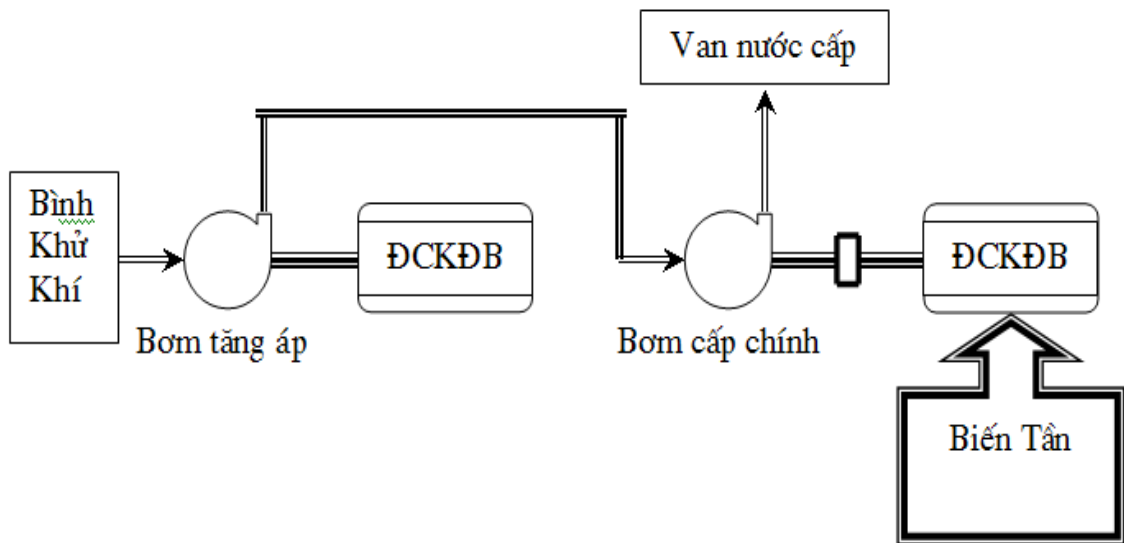 Van nước cấp
Bình
Khử
Khí
ĐCKĐB
ĐCKĐB
Bơm tăng áp
Bơm cấp chính
Biến Tần